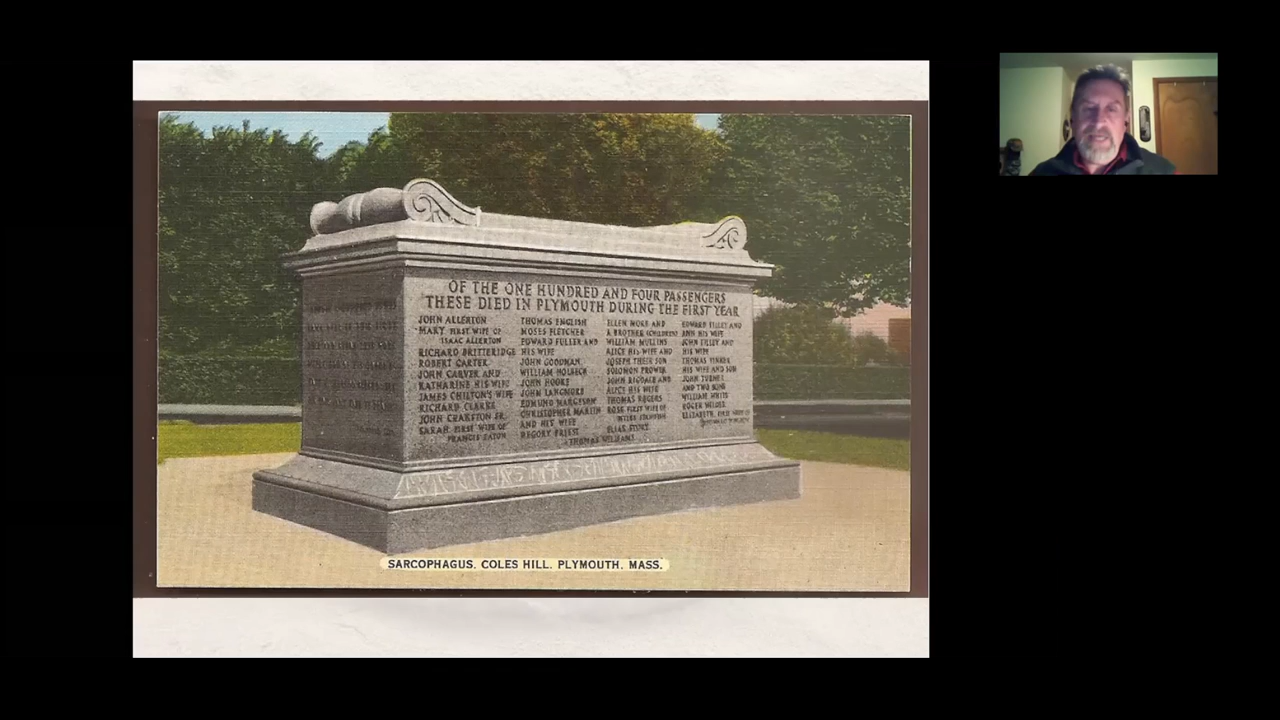 OF THE ONE HUNDRED AND FOUR PASSENGERS
THESE DIED IN PLYMOUTH DURING THE FIRST YEAR
JOHN ALLERTON
MARY FIRST WIFE OF
ISAAC ALLERTON
RICHARD BRITTERIDGE
ROBERT CARTER
JOHN CARVER AND
KATHARINE HIS WIFE
JAMES CHILTON'S WIFE
RICHARD CLARKE
JOHN CRAKSTON JR.
SARAH FIRST WIFE OF
FRANCIS EATON
THOMAS ENGLISH
MOSES FLETCHER
EDWARD FULLER AND
HIS WIFE
JOHN GOODMAN
WILLIAM HOLBECK
JOHN HOOKE
JOHN LANGMORE
EDMUND MARGESON
CHRISTOPHER MARTIN
AND HIS WIFE
DEGORY PRIEST
THOMAS WILLIAMS
ELLEN MORE AND
A BROTHER (CHILDREN)
WILLIAM MULLINS
ALICE HIS WIFE AND
JOSEPH THEIR SON
SOLOMON PROWER
JOHN RIGDALE AND
ALICE HIS WIFE
THOMAS ROGERS
ROSE FIRST WIFE OF
MYLES STANDISH
ELIAS STORY
EDWARD TILLEY AND
ANN HIS WIFE
JOHN TILLEY AND
HIS WIFE
THOMAS TINKER
HIS WIFE AND SON
JOHN TURNER
AND TWO SONS
WILLIAM WHITE
ROGER WILDER
ELIZABETH, FIRST
SARCOPHAGUS. COLES HILL. PLYMOUTH. MASS.